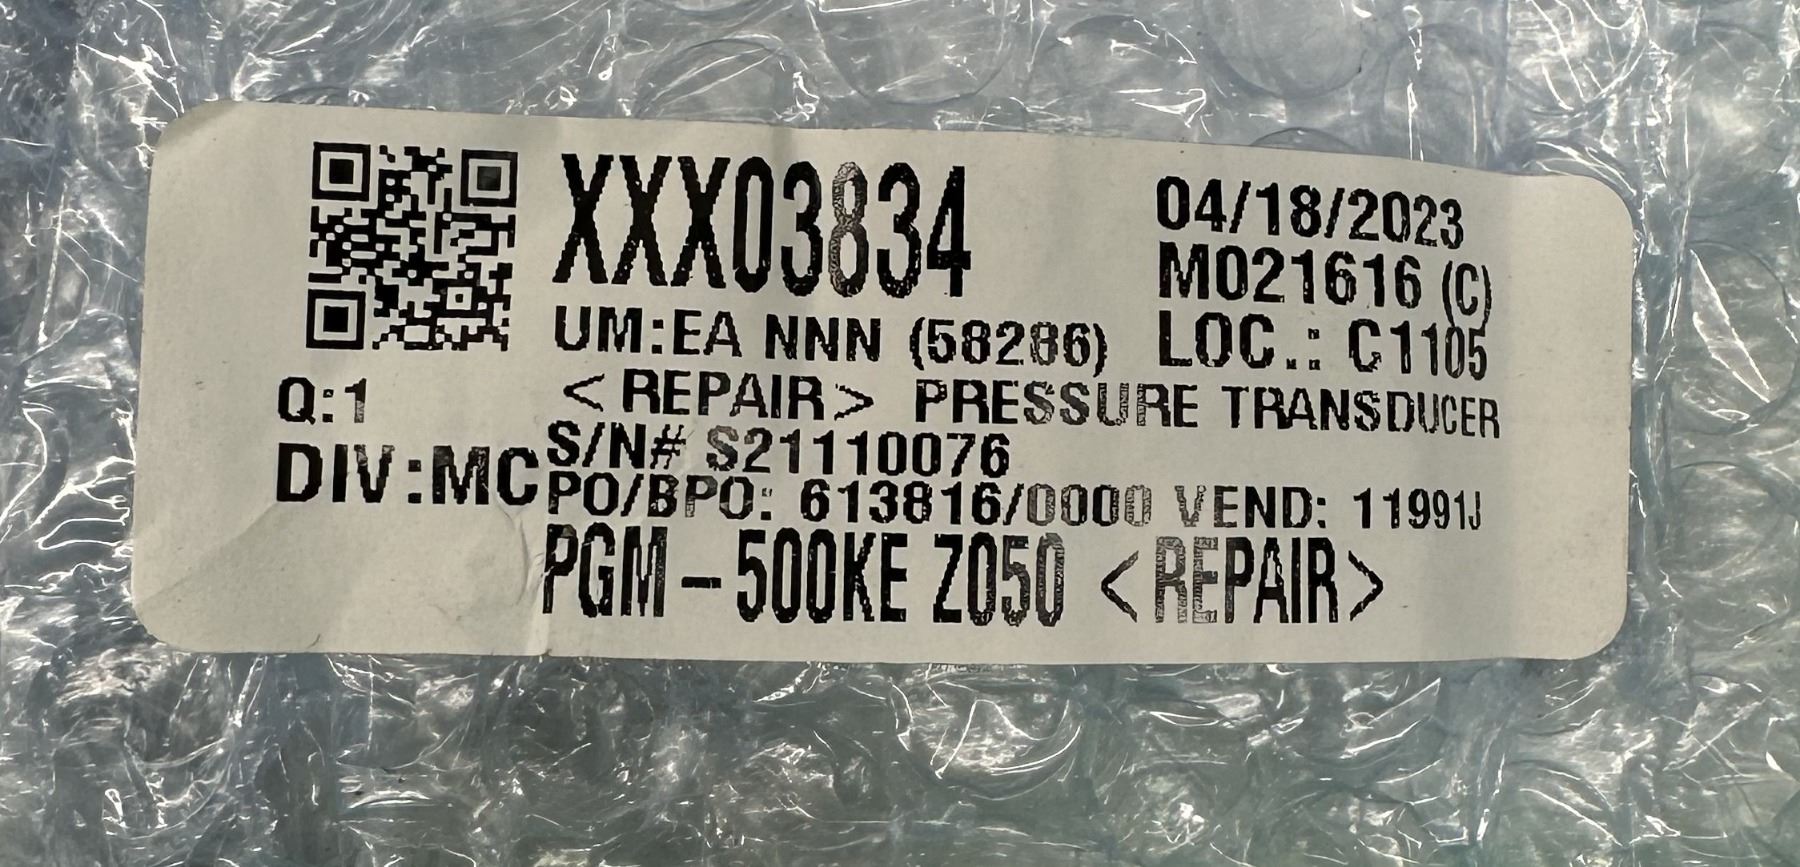 XXX03834
04/18/2023
M021616 (C)
UM:EA NNN (58286)
LOC.: C1105
Q:1
<REPAIR> PRESSURE TRANSDUCER
S/N# S21110076
DIV:MC
PO/BPO: 613816/0000 VEND: 11991J
PGM-500KE Z050 <REPAIR>